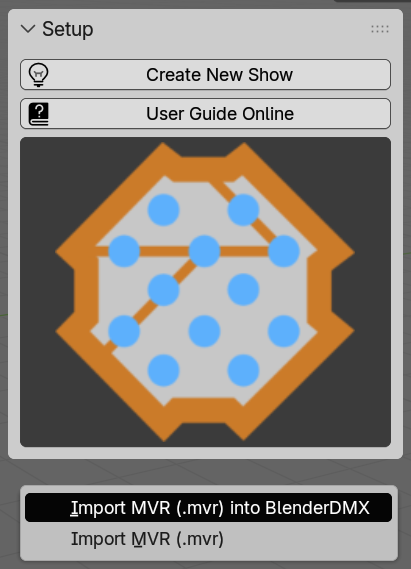 Setup
Create New Show
User Guide Online
Import MVR (.mvr) into BlenderDMX
Import MVR (.mvr)